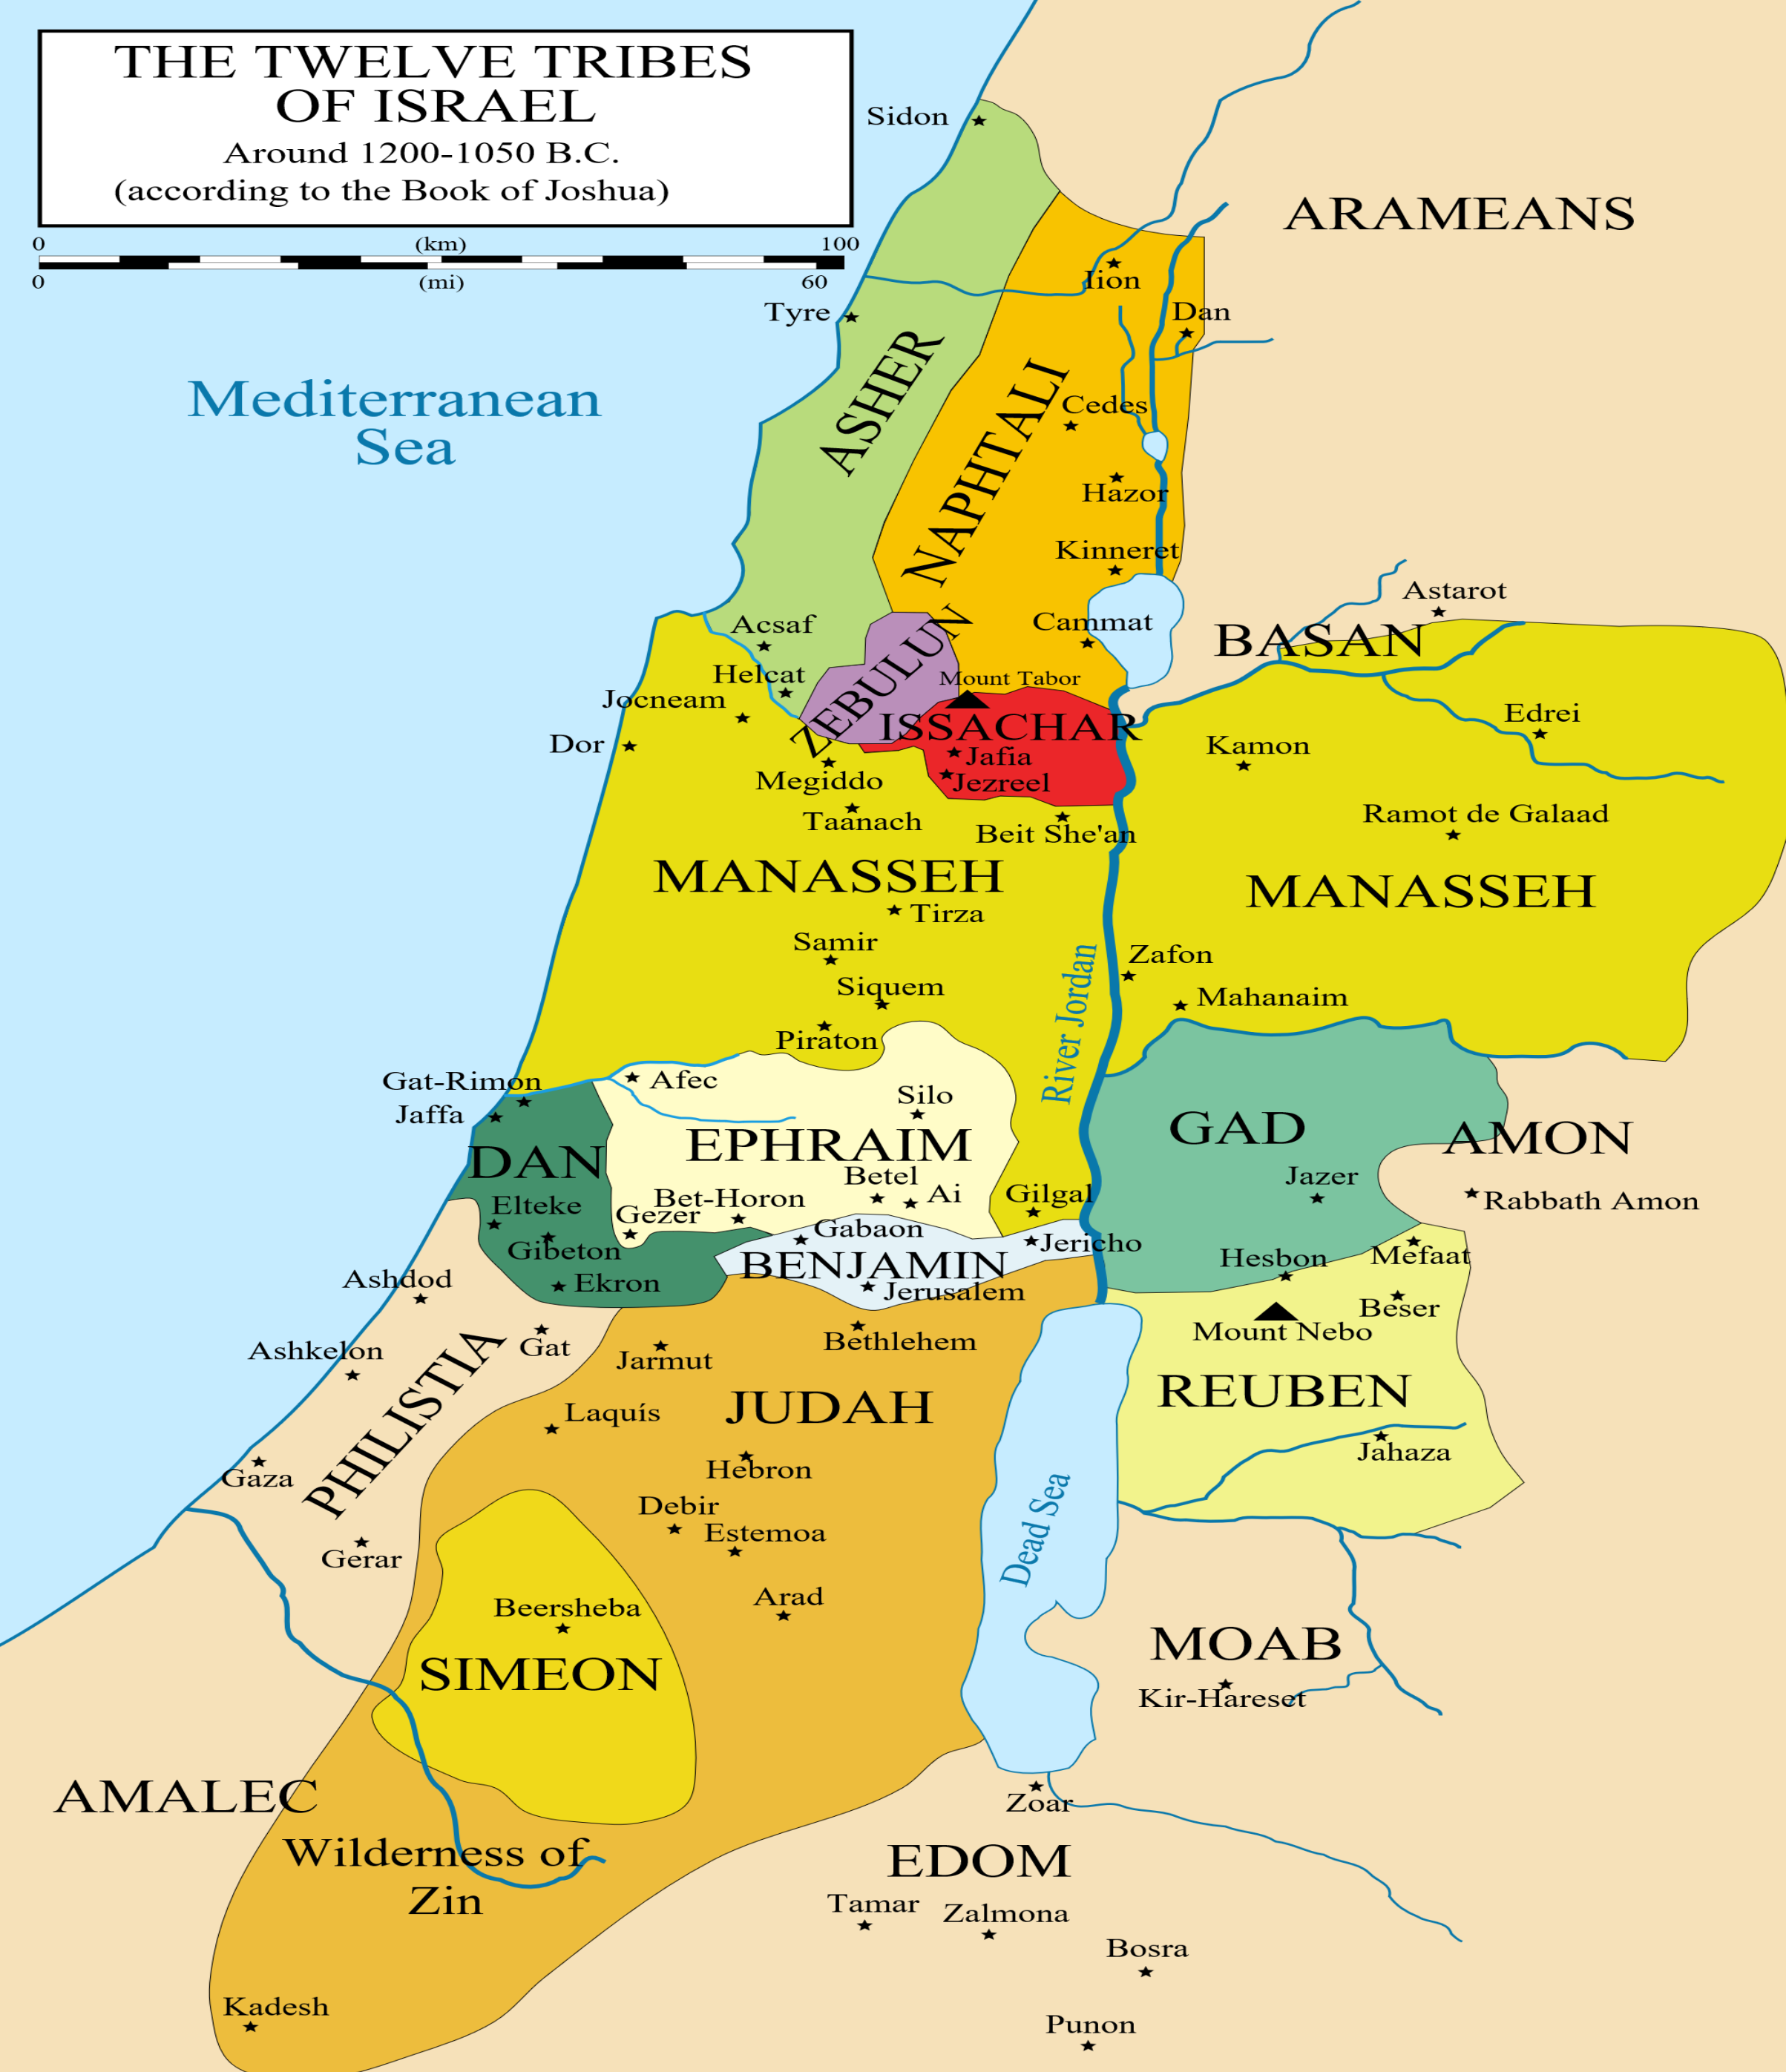 THE TWELVE TRIBES
OF ISRAEL
Around 1200-1050 B.C.
(according to the Book of Joshua)
0 (km) 100
0 (mi) 60
Sidon
ARAMEANS
Iion
Dan
Tyre
Mediterranean
Sea
ASHER
NAPHTALI
Cedes
Hazor
Kinneret
Astarot
Acsaf
Cammat
BASAN
Helcat
ZEBULUN
Mount Tabor
Jocneam
ISSACHAR
Edrei
Dor
Jafia
Kamon
Megiddo
Jezreel
Taanach
Beit She'an
Ramot de Galaad
MANASSEH
MANASSEH
Tirza
Samir
Zafon
Siquem
Mahanaim
Piraton
River Jordan
Gat-Rimon
Afec
Jaffa
Silo
DAN
EPHRAIM
GAD
AMON
Betel
Jazer
Elteke
Bet-Horon
Ai
Gilgal
Rabbath Amon
Gezer
Gabaon
Gibeton
Jericho
Hesbon
Mefaat
BENJAMIN
Ashdod
Ekron
Jerusalem
Beser
Mount Nebo
Ashkelon
Gat
Jarmut
Bethlehem
PHILISTIA
JUDAH
REUBEN
Laquís
Jahaza
Gaza
Hebron
Debir
Estemoa
Dead Sea
Gerar
Arad
Beersheba
SIMEON
MOAB
Kir-Hareset
AMALEC
Zoar
Wilderness of
Zin
EDOM
Tamar
Zalmona
Bosra
Kadesh
Punon